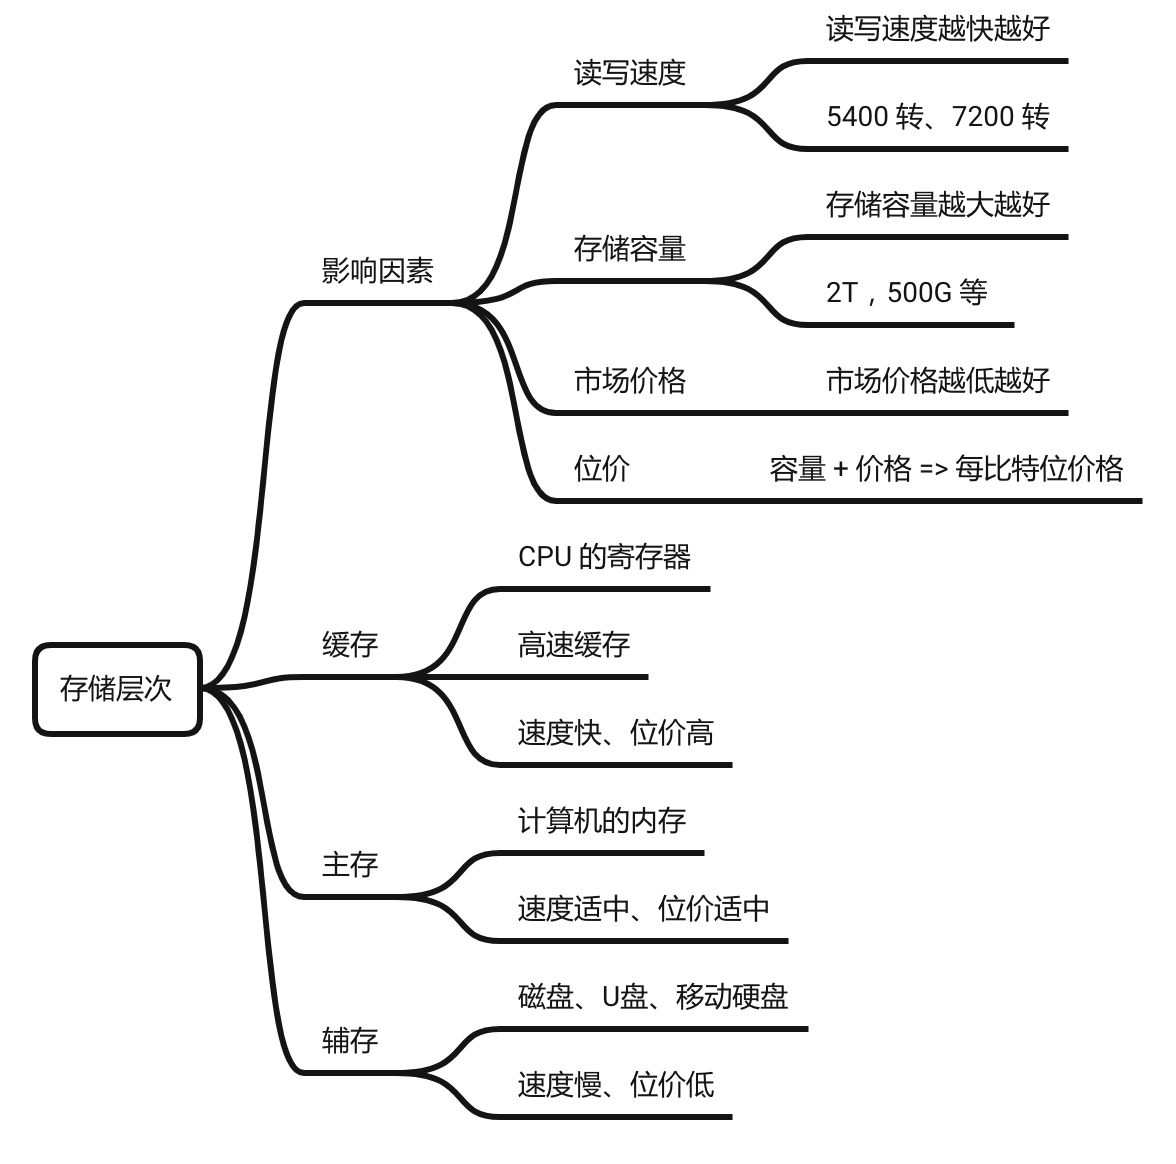 存储层次
影响因素
读写速度
读写速度越快越好
5400 转、7200 转
存储容量
存储容量越大越好
2T，500G 等
市场价格
市场价格越低越好
位价
容量 + 价格 => 每比特位价格
缓存
CPU 的寄存器
高速缓存
速度快、位价高
主存
计算机的内存
速度适中、位价适中
辅存
磁盘、U盘、移动硬盘
速度慢、位价低